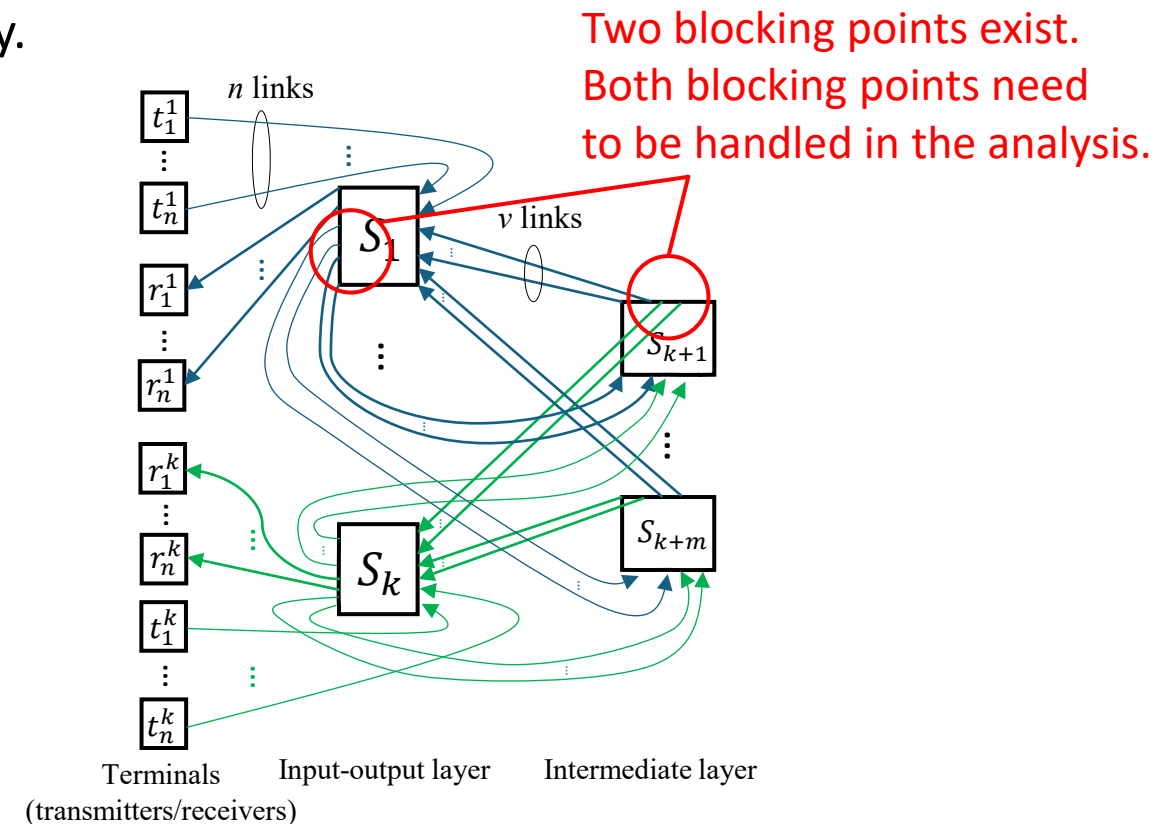 y.
Two blocking points exist.
Both blocking points need
to be handled in the analysis.
n links
t₁¹
⋮
tₙ¹
r₁¹
⋮
rₙ¹
r₁ᵏ
⋮
rₙᵏ
t₁ᵏ
⋮
tₙᵏ
S₁
⋮
Sₖ
v links
Sₖ₊₁
⋮
Sₖ₊ₘ
Terminals
(transmitters/receivers)
Input-output layer
Intermediate layer